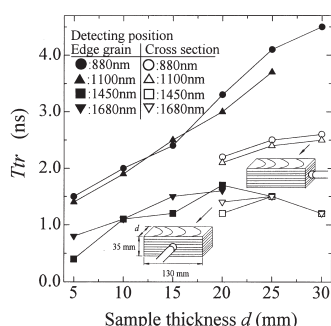 Detecting position
Edge grain Cross section
:880nm :880nm
:1100nm :1100nm
:1450nm :1450nm
:1680nm :1680nm
4.0
3.0
2.0
1.0
0.0
Ttr (ns)
d
35 mm
130 mm
5 10 15 20 25 30
Sample thickness d (mm)